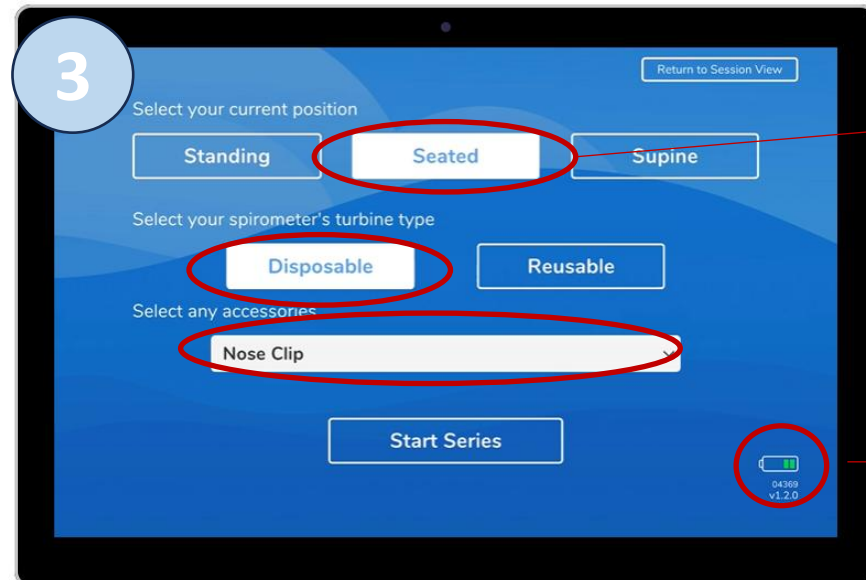 3
Return to Session View
Select your current position
Standing Seated Supine
Select your spirometer's turbine type
Disposable Reusable
Select any accessories
Nose Clip
Start Series
04369
v1.2.0